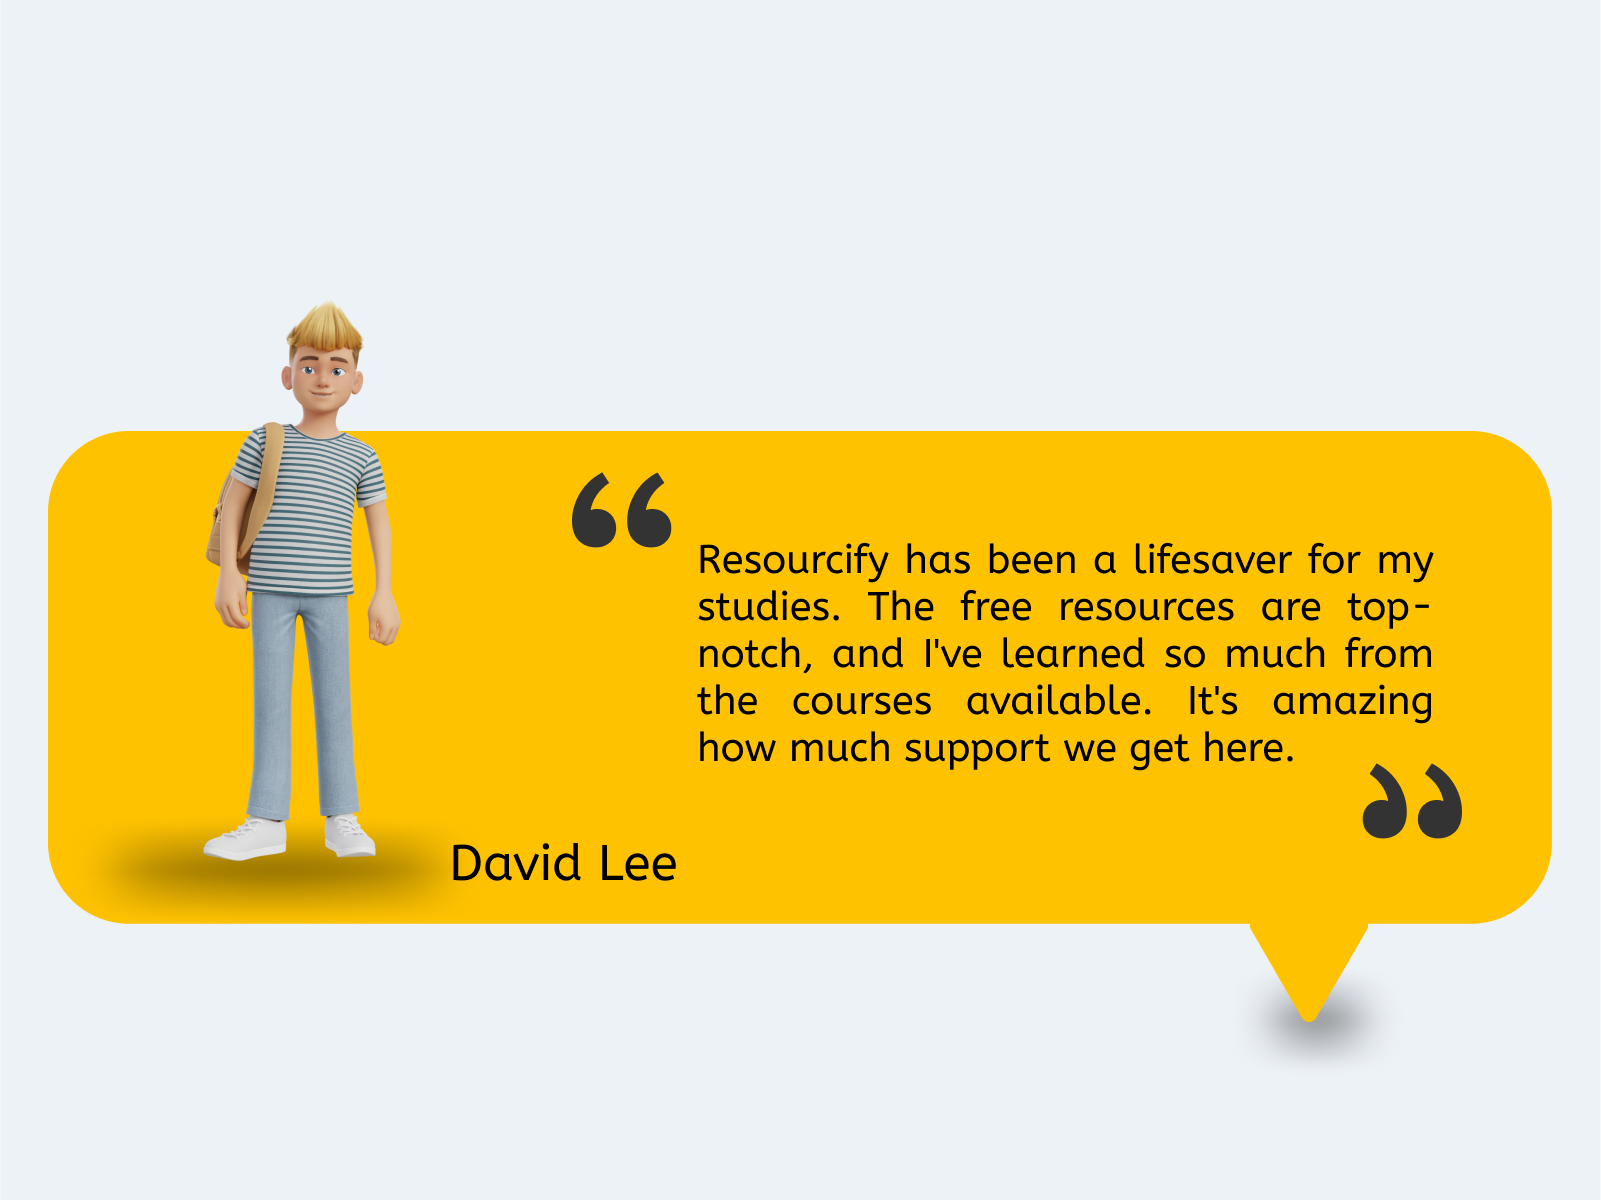 “
Resourcify has been a lifesaver for my
studies. The free resources are top-
notch, and I've learned so much from
the courses available. It's amazing
how much support we get here.
”
David Lee